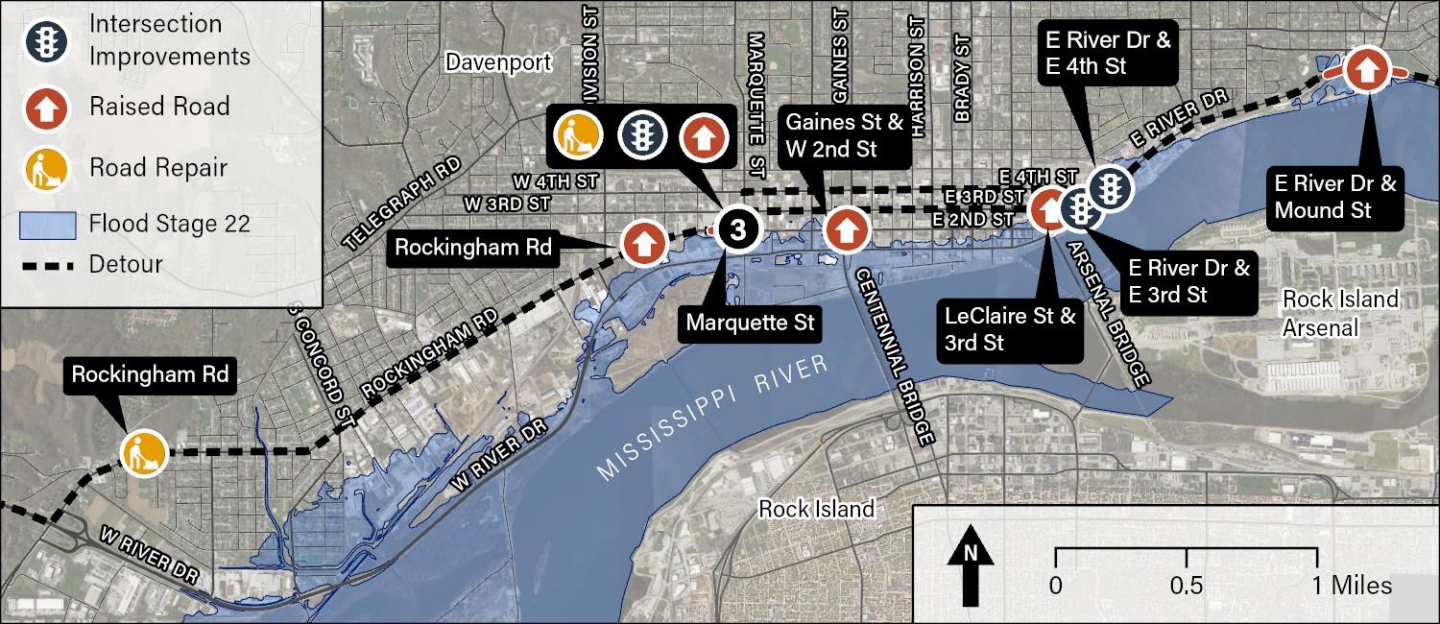 Intersection
Improvements
Raised Road
Road Repair
Flood Stage 22
Detour
Davenport
IVISION ST
MARQUETTE ST
GAINES ST
HARRISON ST
BRADY ST
E River Dr &
E 4th St
E RIVER DR
Gaines St &
W 2nd St
TELEGRAPH RD
W 4TH ST
W 3RD ST
E 4TH ST
E 3RD ST
E 2ND ST
E River Dr &
Mound St
3
Rockingham Rd
Marquette St
LeClaire St &
3rd St
E River Dr &
E 3rd St
Rock Island
Arsenal
ARSENAL BRIDGE
CENTENNIAL BRIDGE
S CONCORD ST
ROCKINGHAM RD
Rockingham Rd
MISSISSIPPI RIVER
W RIVER DR
W RIVER DR
Rock Island
N
0 0.5 1 Miles